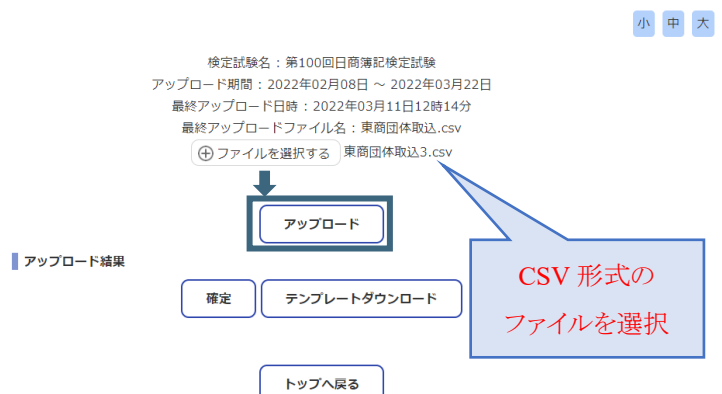 小 中 大
検定試験名：第100回日商簿記検定試験
アップロード期間：2022年02月08日 ～ 2022年03月22日
最終アップロード日時：2022年03月11日12時14分
最終アップロードファイル名：東商団体取込.csv
ファイルを選択する 東商団体取込3.csv
アップロード
アップロード結果
CSV 形式の
ファイルを選択
確定 テンプレートダウンロード
トップへ戻る